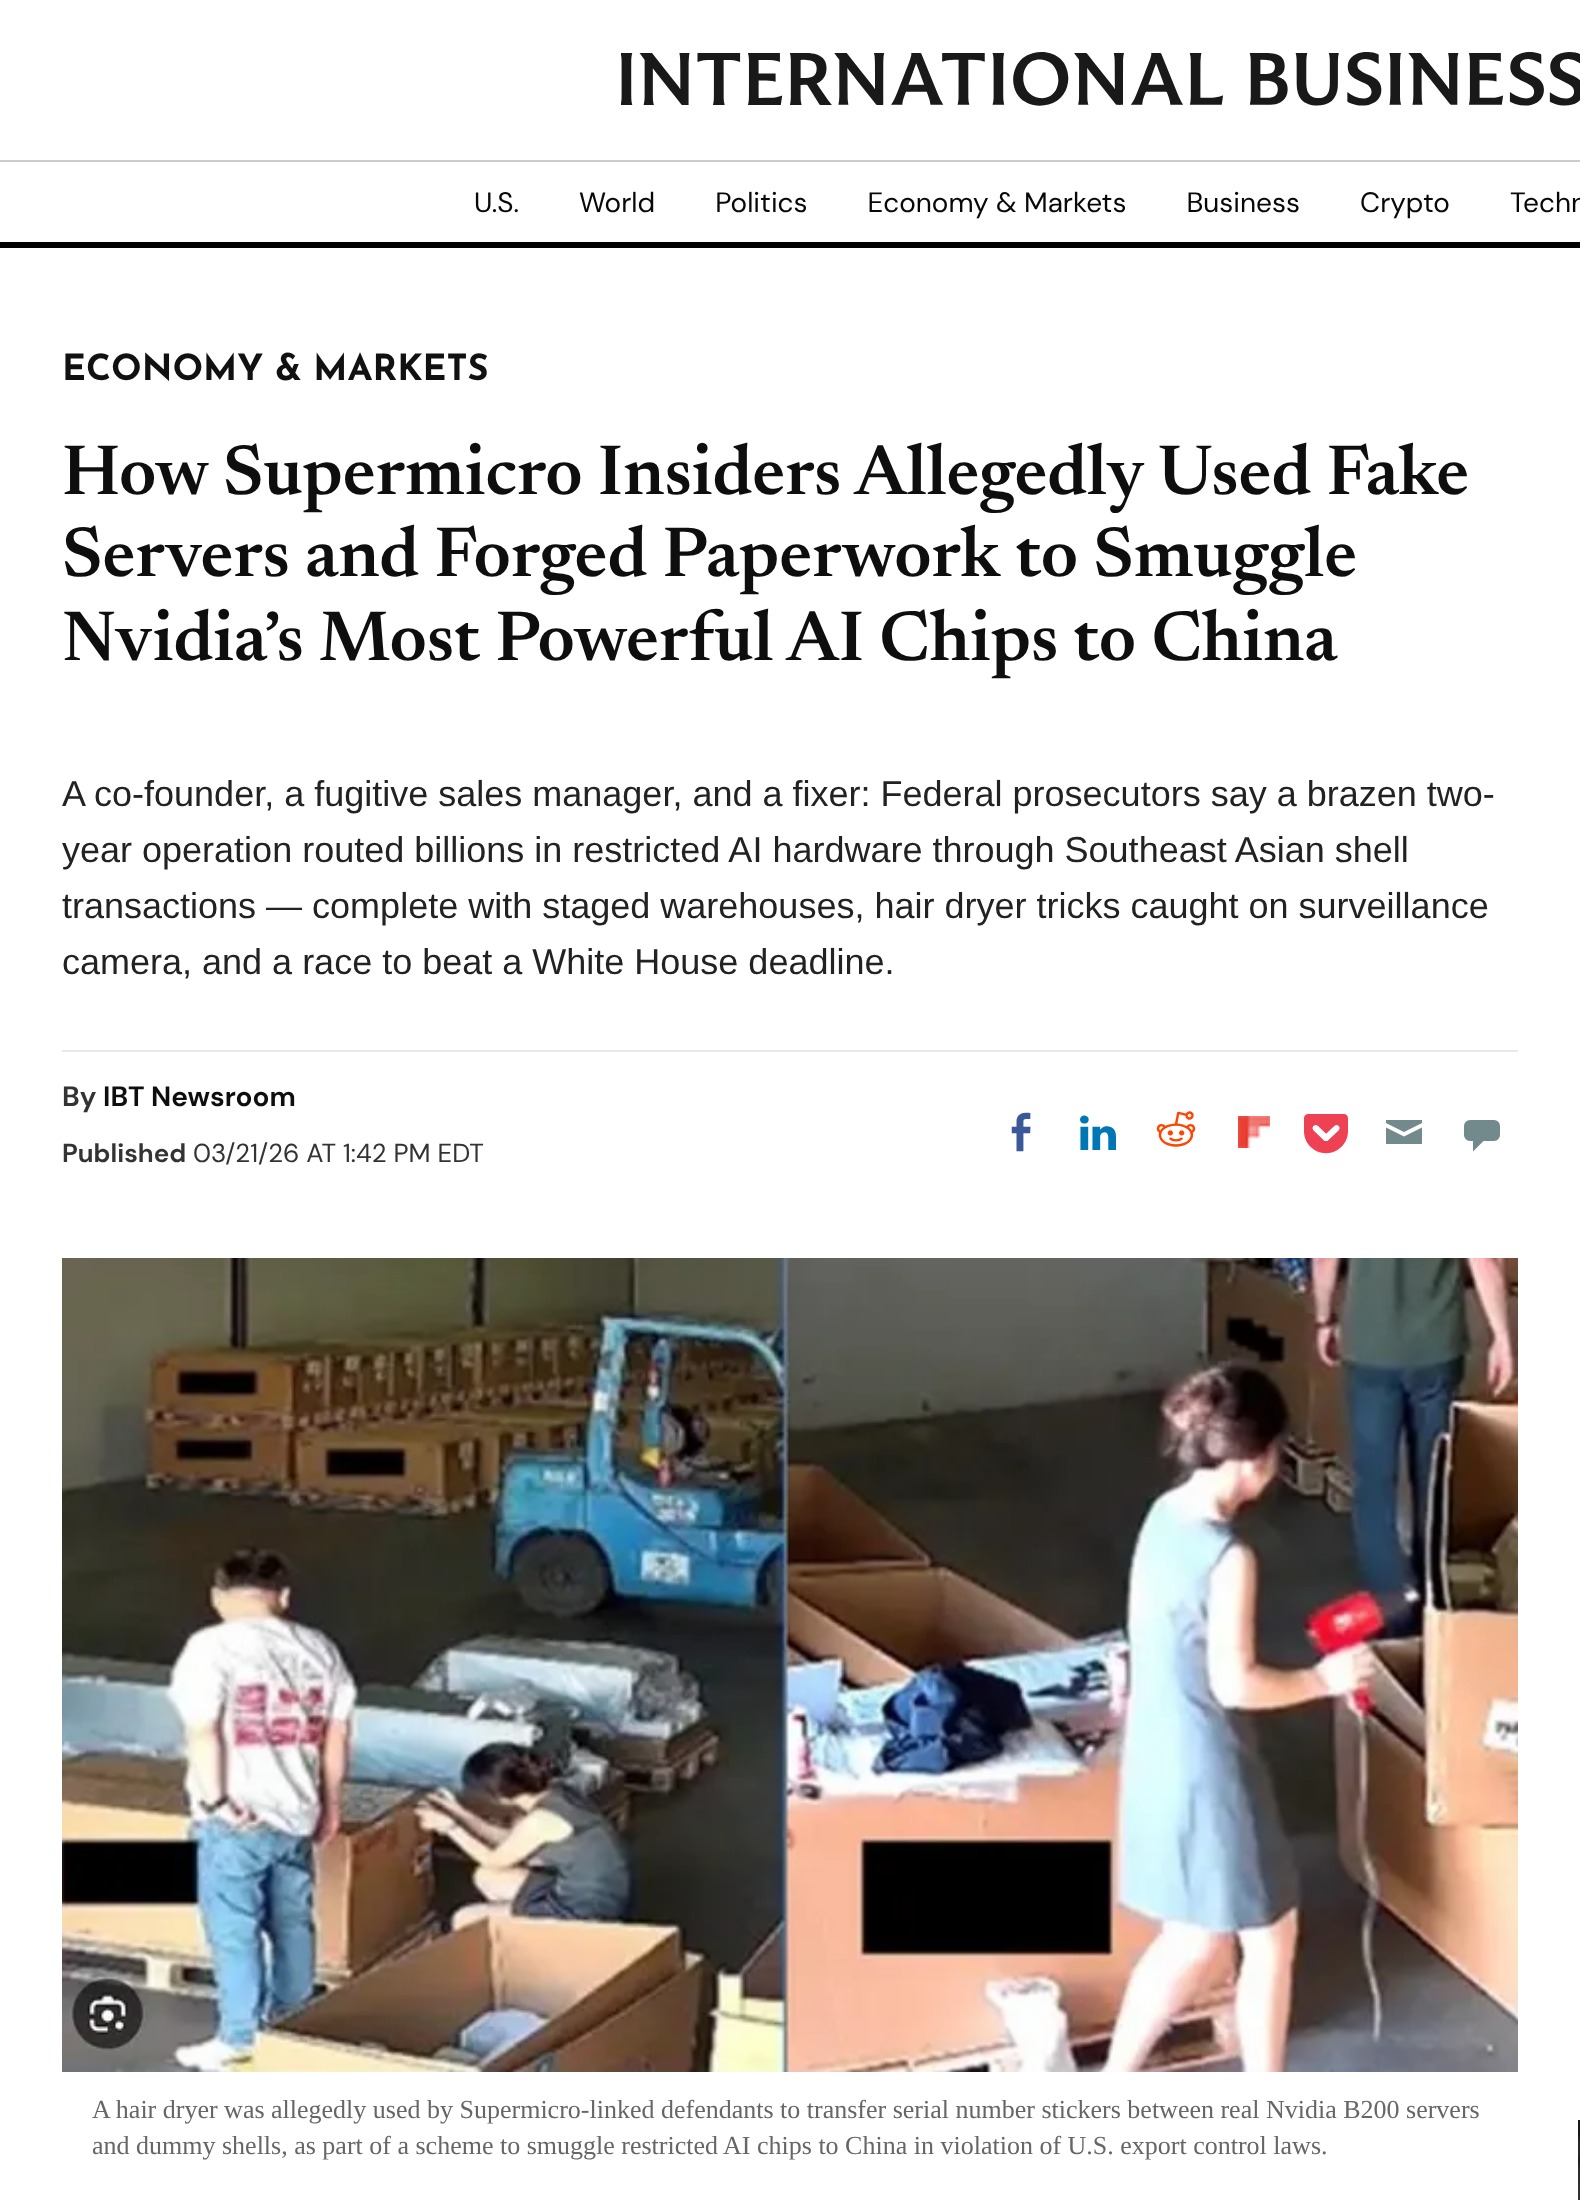 INTERNATIONAL BUSINESS
U.S. World Politics Economy & Markets Business Crypto Techn
ECONOMY & MARKETS
How Supermicro Insiders Allegedly Used Fake
Servers and Forged Paperwork to Smuggle
Nvidia’s Most Powerful AI Chips to China
A co-founder, a fugitive sales manager, and a fixer: Federal prosecutors say a brazen two-
year operation routed billions in restricted AI hardware through Southeast Asian shell
transactions — complete with staged warehouses, hair dryer tricks caught on surveillance
camera, and a race to beat a White House deadline.
By IBT Newsroom
Published 03/21/26 AT 1:42 PM EDT
A hair dryer was allegedly used by Supermicro-linked defendants to transfer serial number stickers between real Nvidia B200 servers
and dummy shells, as part of a scheme to smuggle restricted AI chips to China in violation of U.S. export control laws.